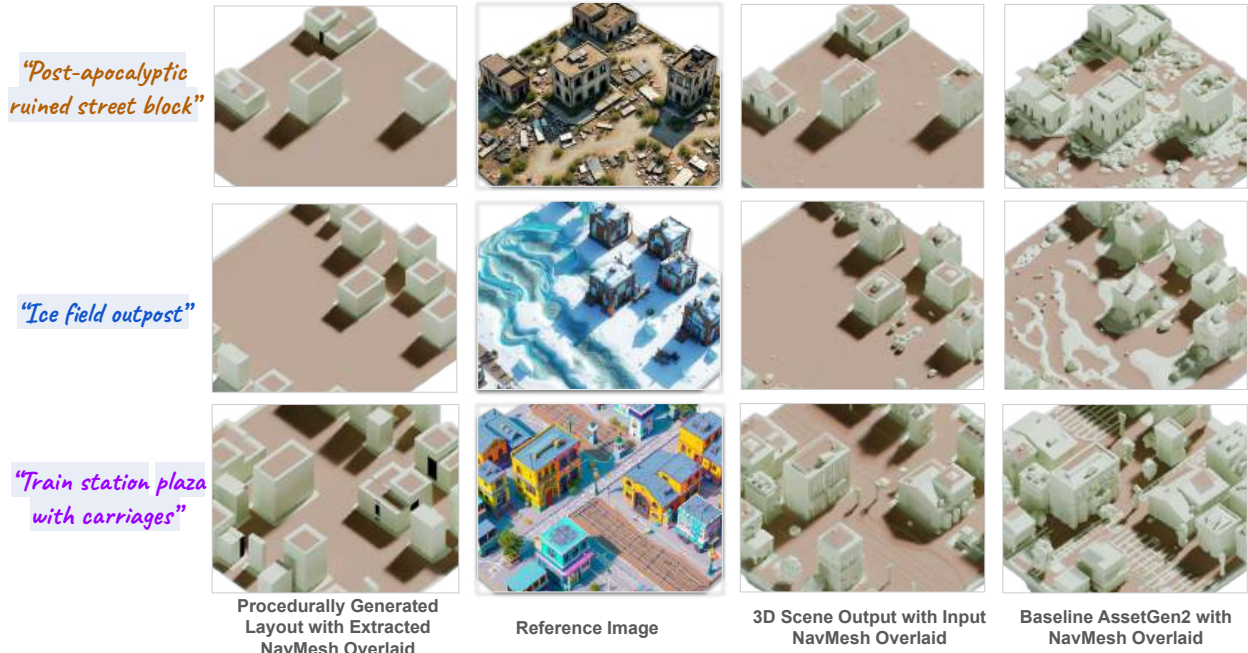 “Post-apocalyptic
ruined street block”
“Ice field outpost”
“Train station plaza
with carriages”
Procedurally Generated
Layout with Extracted
NavMesh Overlaid
Reference Image
3D Scene Output with Input
NavMesh Overlaid
Baseline AssetGen2 with
NavMesh Overlaid